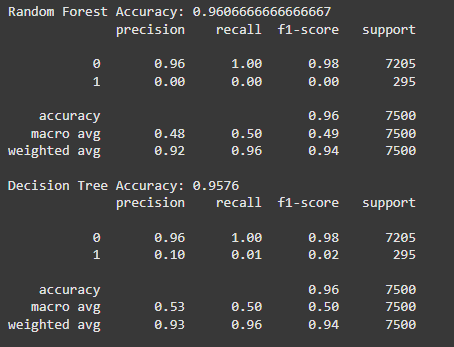 Random Forest Accuracy: 0.9606666666666667
precision recall f1-score support
0 0.96 1.00 0.98 7205
1 0.00 0.00 0.00 295
accuracy 0.96 7500
macro avg 0.48 0.50 0.49 7500
weighted avg 0.92 0.96 0.94 7500
Decision Tree Accuracy: 0.9576
precision recall f1-score support
0 0.96 1.00 0.98 7205
1 0.10 0.01 0.02 295
accuracy 0.96 7500
macro avg 0.53 0.50 0.50 7500
weighted avg 0.93 0.96 0.94 7500